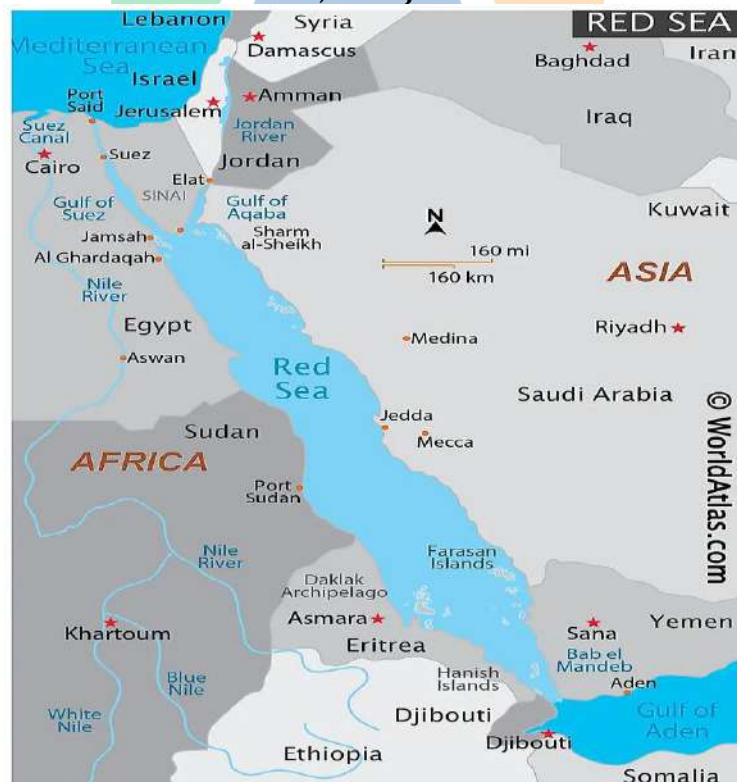 RED SEA
Lebanon
Syria
Mediterranean
Sea
Damascus
Iran
Baghdad
Israel
Port
Said
Jerusalem
Amman
Iraq
Suez
Canal
Jordan
River
Cairo
Suez
Jordan
Elat
SINAI
Gulf of
Suez
Gulf of
Aqaba
Kuwait
N
Sharm
al-Sheikh
Jamsah
Al Ghardaqah
160 mi
160 km
ASIA
Nile
River
Egypt
Medina
Riyadh
Aswan
Red
Sea
Saudi Arabia
Jedda
Mecca
Sudan
AFRICA
Port
Sudan
© WorldAtlas.com
Nile
River
Farasan
Islands
Daklak
Archipelago
Asmara
Khartoum
Sana
Yemen
Eritrea
Bab el
Mandeb
Blue
Nile
Hanish
Islands
Aden
White
Nile
Djibouti
Gulf of
Aden
Djibouti
Ethiopia
Somalia